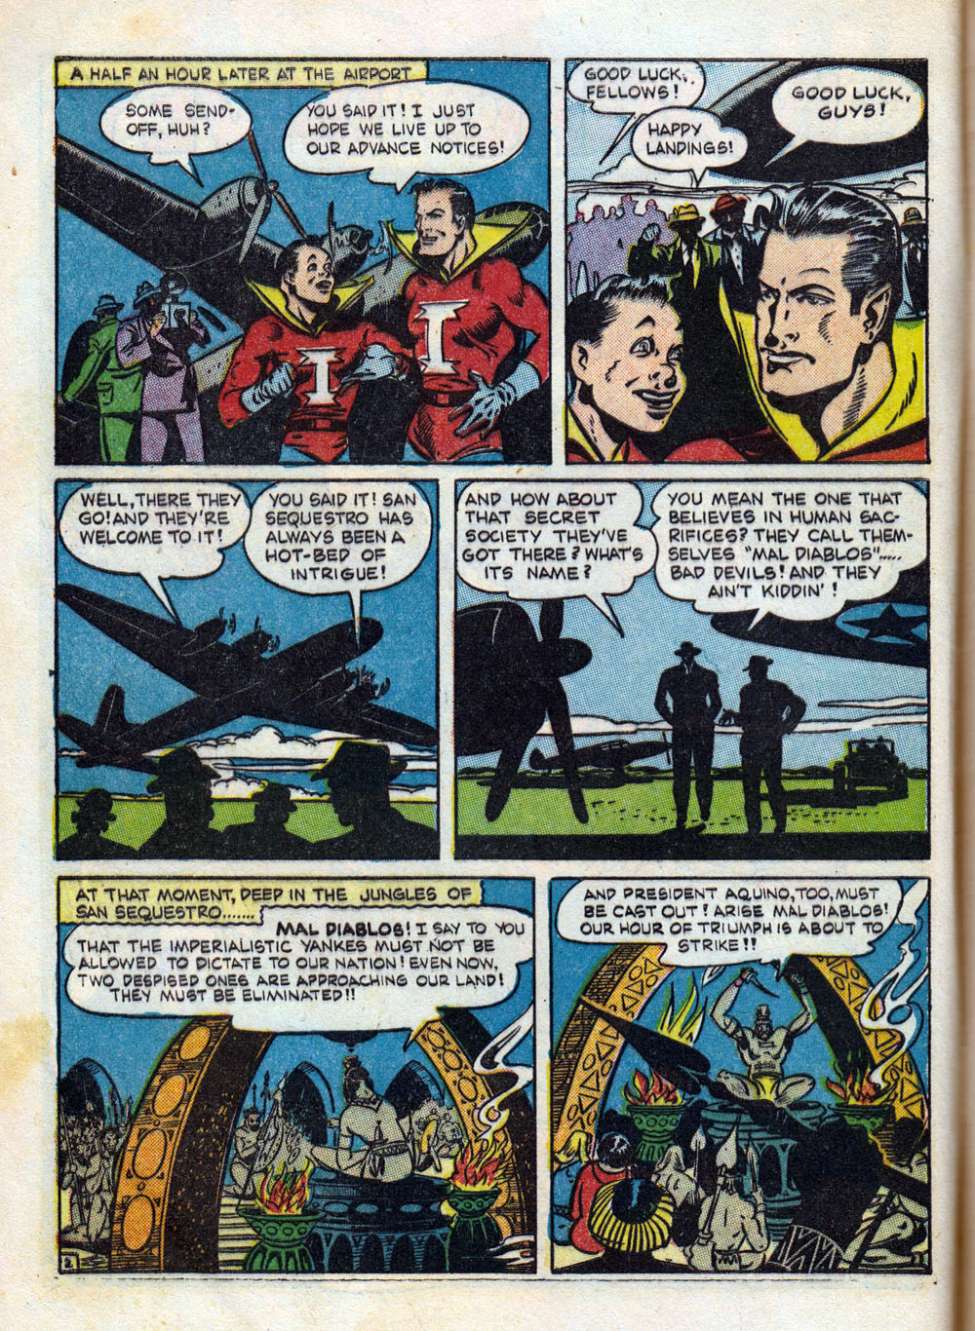 A HALF AN HOUR LATER AT THE AIRPORT
SOME SEND-
OFF, HUH?
YOU SAID IT! I JUST
HOPE WE LIVE UP TO
OUR ADVANCE NOTICES!
I
I
GOOD LUCK,
FELLOWS!
HAPPY
LANDINGS!
GOOD LUCK,
GUYS!
WELL, THERE THEY
GO! AND THEY'RE
WELCOME TO IT!
YOU SAID IT! SAN
SEQUESTRO HAS
ALWAYS BEEN A
HOT-BED OF
INTRIGUE!
AND HOW ABOUT
THAT SECRET
SOCIETY THEY'VE
GOT THERE? WHAT'S
ITS NAME?
YOU MEAN THE ONE THAT
BELIEVES IN HUMAN SAC-
RIFICES? THEY CALL THEM-
SELVES "MAL DIABLOS".....
BAD DEVILS! AND THEY
AIN'T KIDDIN'!
AT THAT MOMENT, DEEP IN THE JUNGLES OF
SAN SEQUESTRO.......
MAL DIABLOS! I SAY TO YOU
THAT THE IMPERIALISTIC YANKES MUST NOT BE
ALLOWED TO DICTATE TO OUR NATION! EVEN NOW,
TWO DESPISED ONES ARE APPROACHING OUR LAND!
THEY MUST BE ELIMINATED!!
AND PRESIDENT AQUINO, TOO, MUST
BE CAST OUT! ARISE MAL DIABLOS!
OUR HOUR OF TRIUMPH IS ABOUT TO
STRIKE!!
2